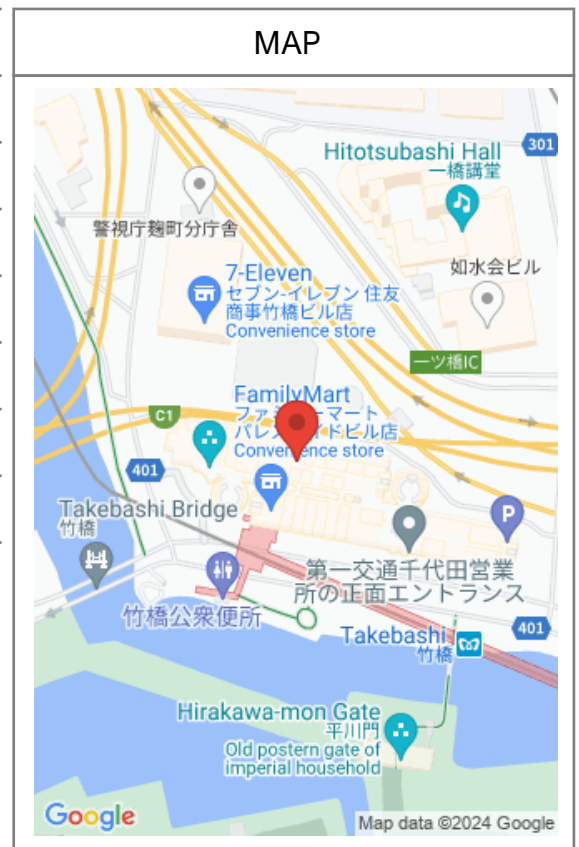 MAP
301
Hitotsubashi Hall
一橋講堂
警視庁麹町分庁舎
如水会ビル
7-Eleven
セブン-イレブン 住友
商事竹橋ビル店
Convenience store
一ツ橋IC
FamilyMart
C1
401
Convenience store
Takebashi Bridge
竹橋
P
第一交通千代田営業
所の正面エントランス
竹橋公衆便所
Takebashi
竹橋
401
Hirakawa-mon Gate
平川門
Old postern gate of
imperial household
Google
Map data ©2024 Google